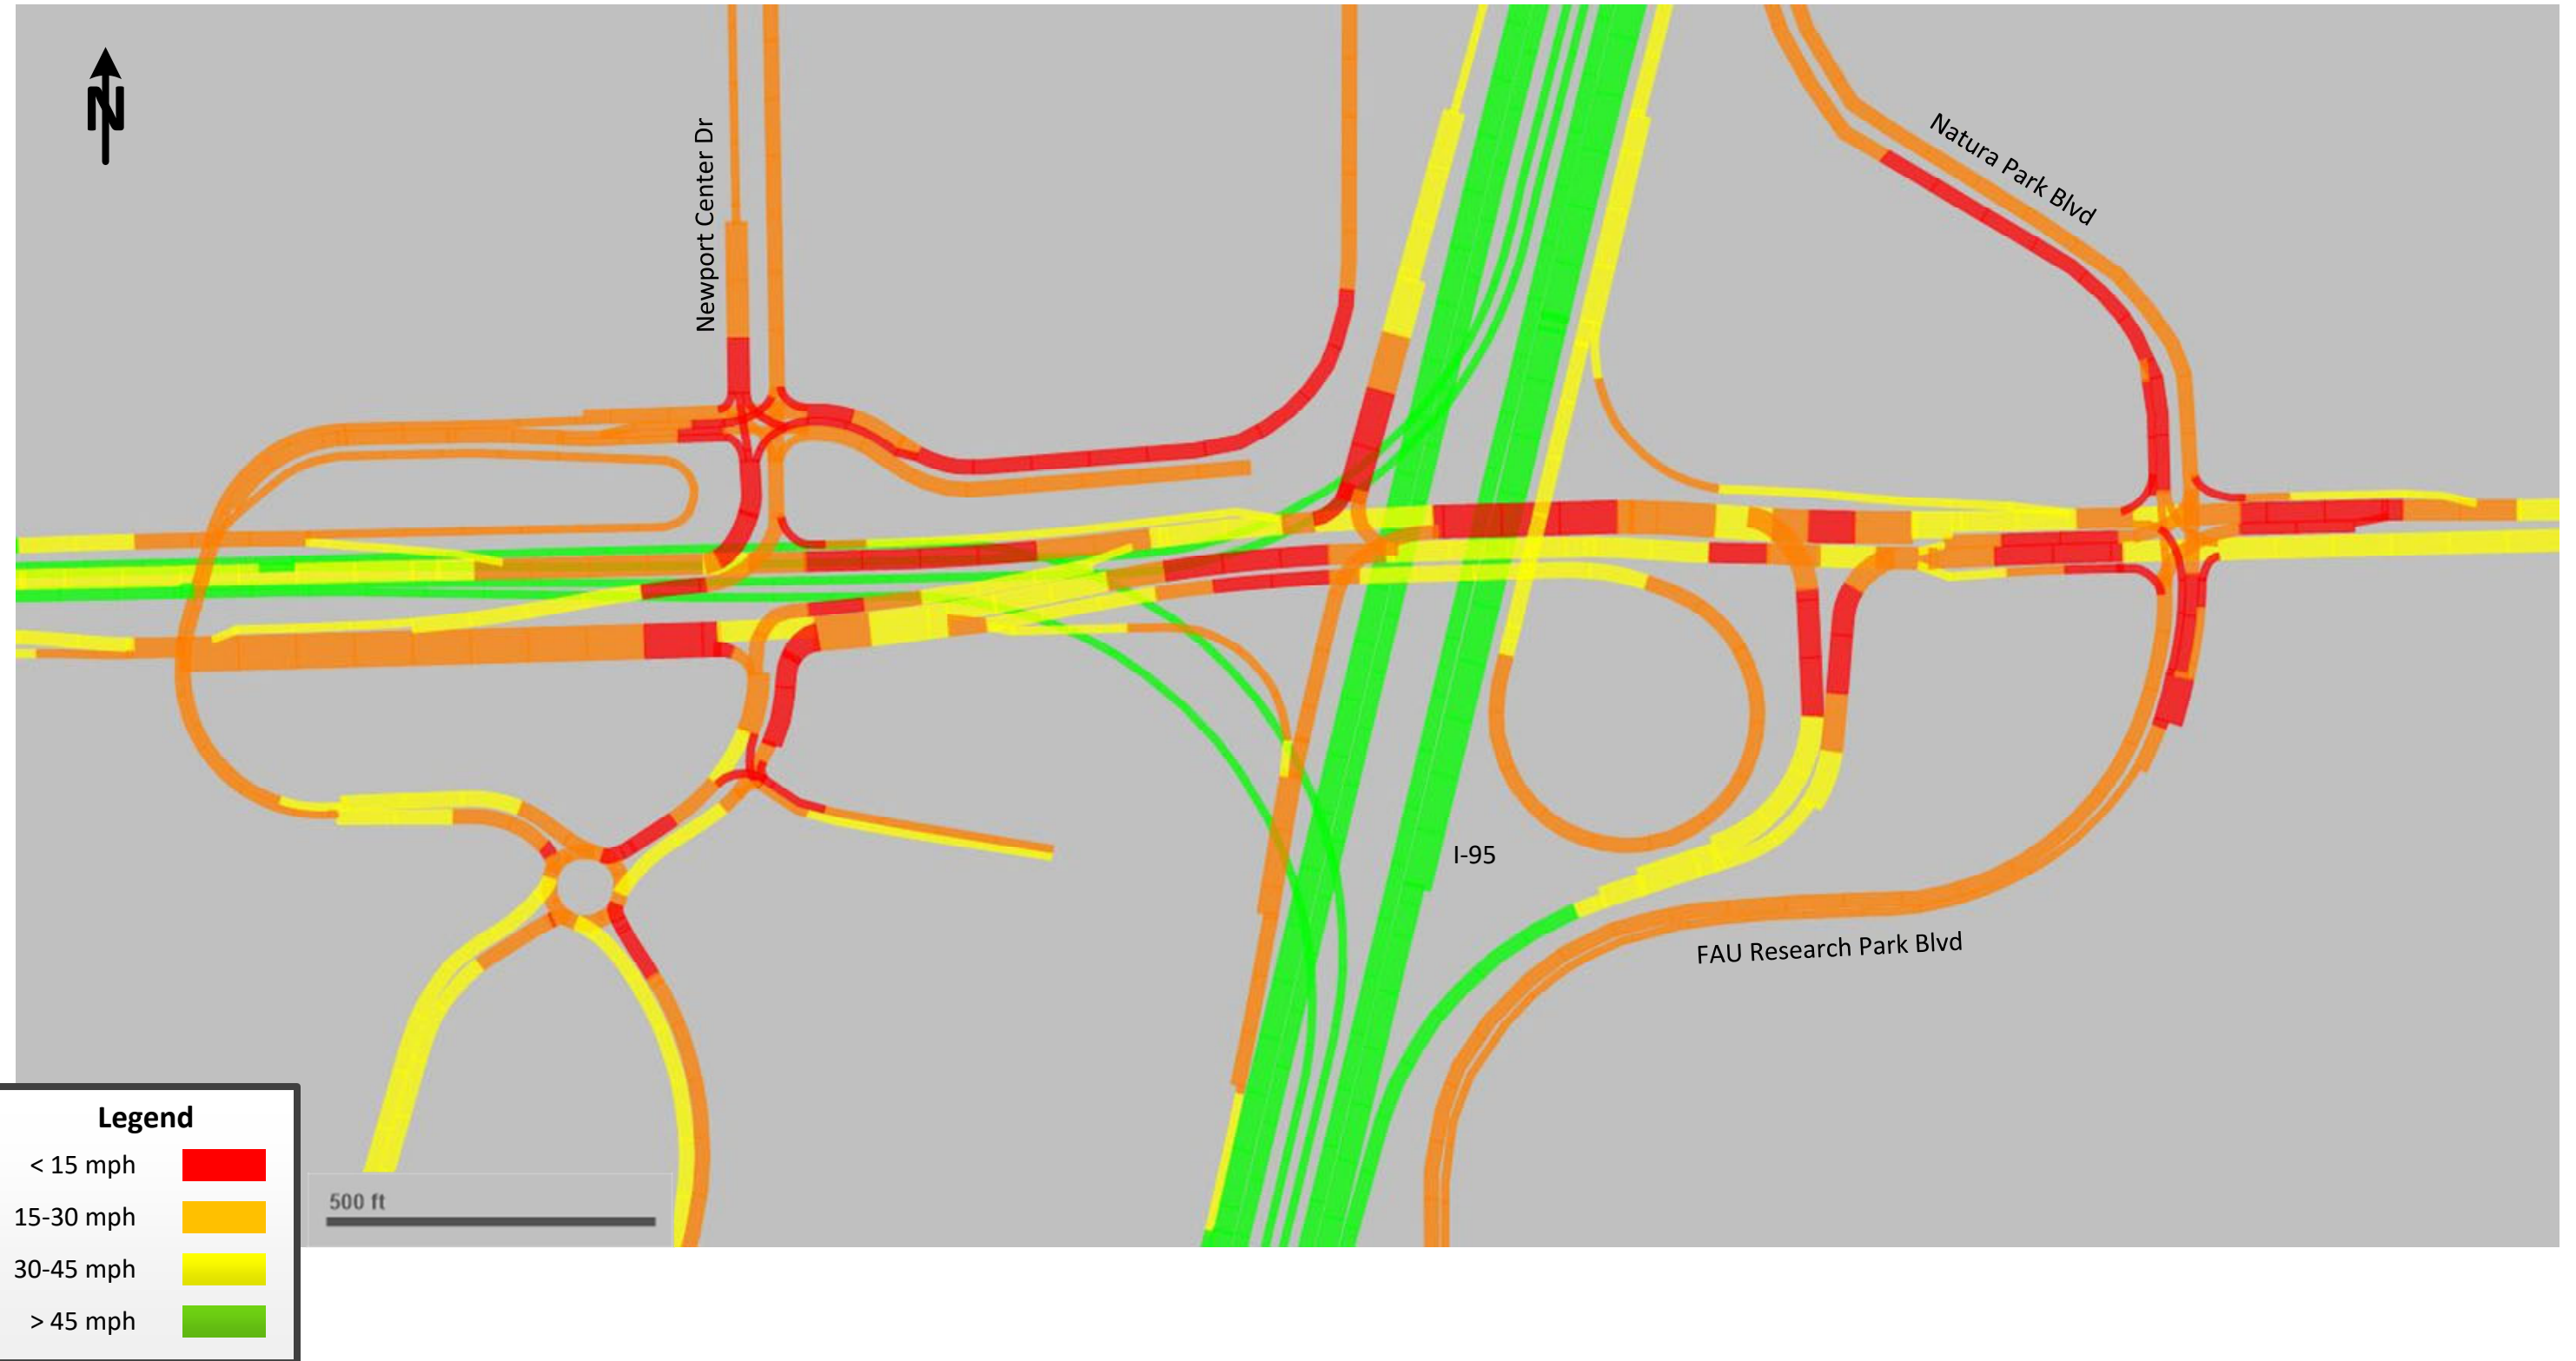 N
Newport Center Dr
Natura Park Blvd
I-95
FAU Research Park Blvd
Legend
< 15 mph
15-30 mph
30-45 mph
> 45 mph
500 ft